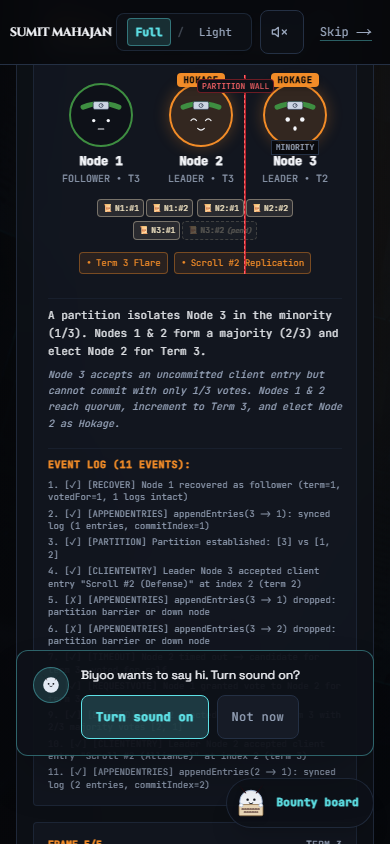 SUMIT MAHAJAN
Full / Light
Skip →
HOKAGE
HOKAGE
PARTITION WALL
MINORITY
Node 1
Node 2
Node 3
FOLLOWER • T3
LEADER • T3
LEADER • T2
N1:#1
N1:#2
N2:#1
N2:#2
N3:#1
N3:#2 (pend)
• Term 3 Flare
• Scroll #2 Replication
A partition isolates Node 3 in the minority
(1/3). Nodes 1 & 2 form a majority (2/3) and
elect Node 2 for Term 3.
Node 3 accepts an uncommitted client entry but
cannot commit with only 1/3 votes. Nodes 1 & 2
reach quorum, increment to Term 3, and elect Node
2 as Hokage.
EVENT LOG (11 EVENTS):
1. [✓] [RECOVER] Node 1 recovered as follower (term=1,
votedFor=1, 1 logs intact)
2. [✓] [APPENDENTRIES] appendEntries(3 → 1): synced
log (1 entries, commitIndex=1)
3. [✓] [PARTITION] Partition established: [3] vs [1,
2]
4. [✓] [CLIENTENTRY] Leader Node 3 accepted client
entry "Scroll #2 (Defense)" at index 2 (term 2)
5. [✗] [APPENDENTRIES] appendEntries(3 → 1) dropped:
partition barrier or down node
6. [✗] [APPENDENTRIES] appendEntries(3 → 2) dropped:
partition barrier or down node
Biyoo wants to say hi. Turn sound on?
Turn sound on
Not now
entry "Scroll #2 (Alliance)" at index 2 (term 3)
11. [✓] [APPENDENTRIES] appendEntries(2 → 1): synced
log (2 entries, commitIndex=2)
Bounty board
FRAME 5/5
TERM 3